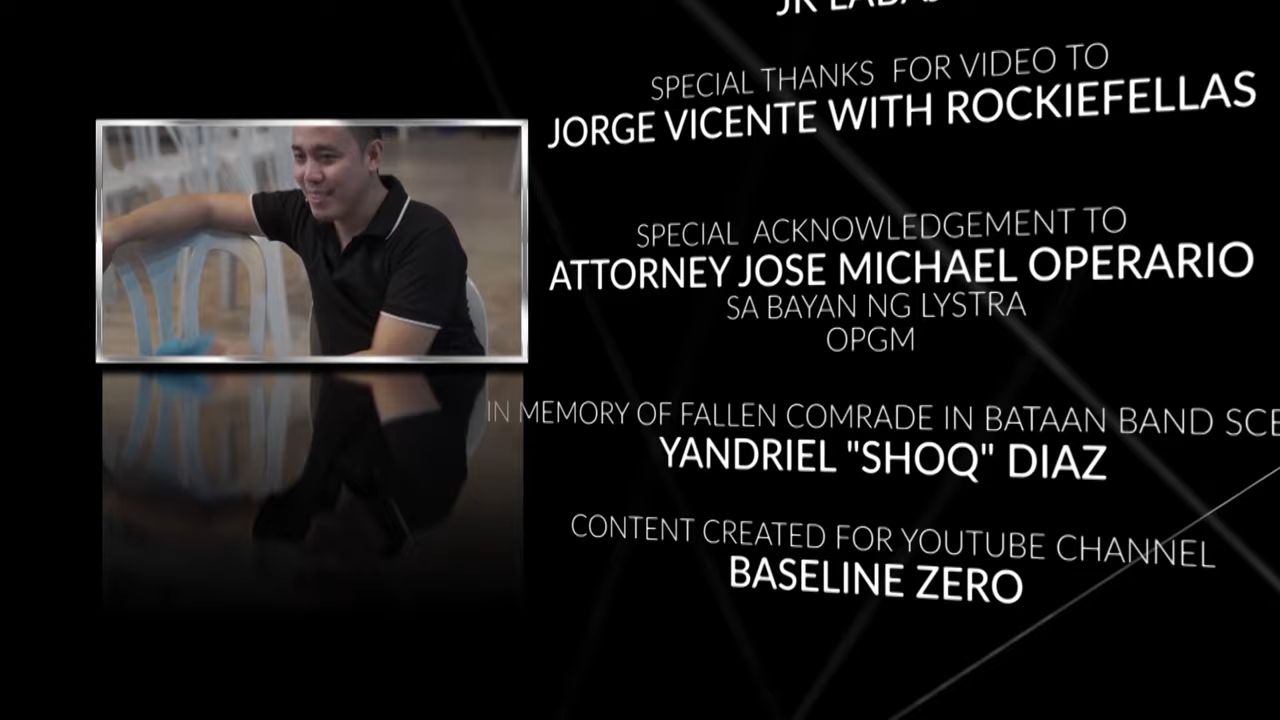 SPECIAL THANKS FOR VIDEO TO
JORGE VICENTE WITH ROCKIEFELLAS
SPECIAL ACKNOWLEDGEMENT TO
ATTORNEY JOSE MICHAEL OPERARIO
SA BAYAN NG LYSTRA
OPGM
IN MEMORY OF FALLEN COMRADE IN BATAAN BAND
YANDRIEL "SHOQ" DIAZ
CONTENT CREATED FOR YOUTUBE CHANNEL
BASELINE ZERO